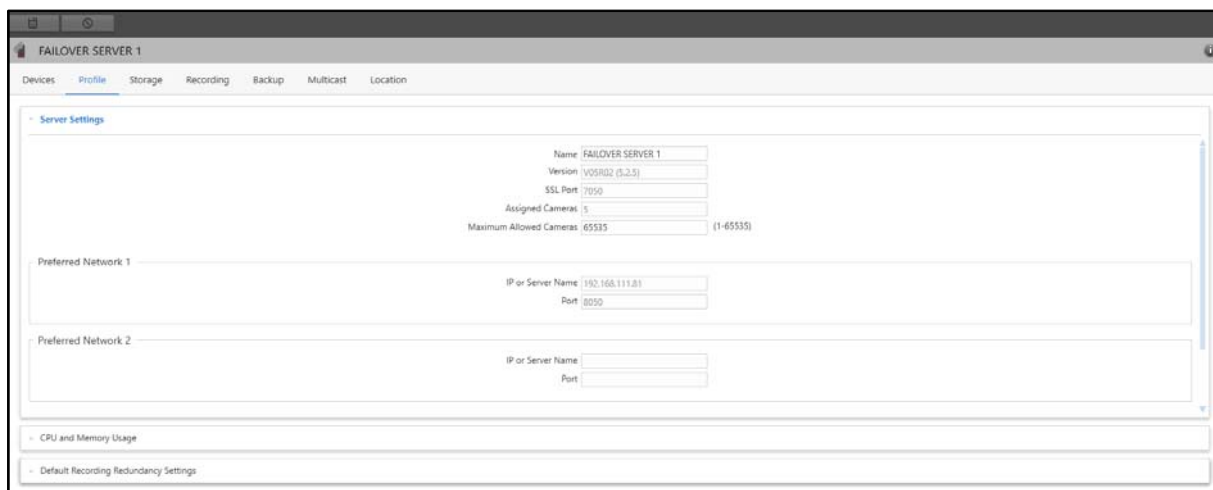 FAILOVER SERVER 1
Devices Profile Storage Recording Backup Multicast Location
Server Settings
Name FAILOVER SERVER 1
Version V05R02 (5.2.5)
SSL Port 7050
Assigned Cameras 5
Maximum Allowed Cameras 65535 (1-65535)
Preferred Network 1
IP or Server Name 192.168.111.81
Port 8050
Preferred Network 2
IP or Server Name
Port
CPU and Memory Usage
Default Recording Redundancy Settings